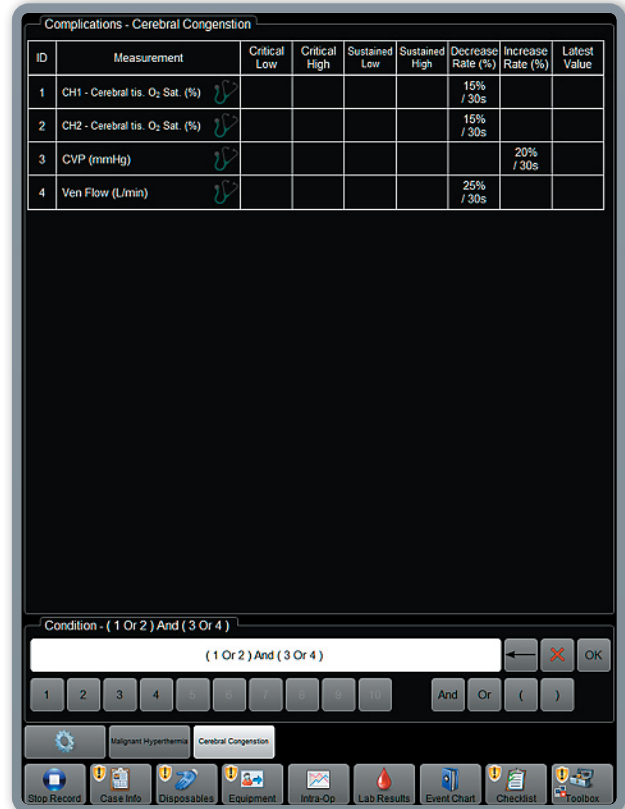 Complications - Cerebral Congenstion
ID Measurement Critical Low Critical High Sustained Low Sustained High Decrease Rate (%) Increase Rate (%) Latest Value
1 CH1 - Cerebral tis. O₂ Sat. (%) 15% / 30s
2 CH2 - Cerebral tis. O₂ Sat. (%) 15% / 30s
3 CVP (mmHg) 20% / 30s
4 Ven Flow (L/min) 25% / 30s
Condition - ( 1 Or 2 ) And ( 3 Or 4 )
( 1 Or 2 ) And ( 3 Or 4 ) OK
1 2 3 4 5 6 7 8 9 10 And Or ( )
Malignant Hyperthermia Cerebral Congenstion
Stop Record Case Info Disposables Equipment Intra-Op Lab Results Event Chart Checklist Toolbox